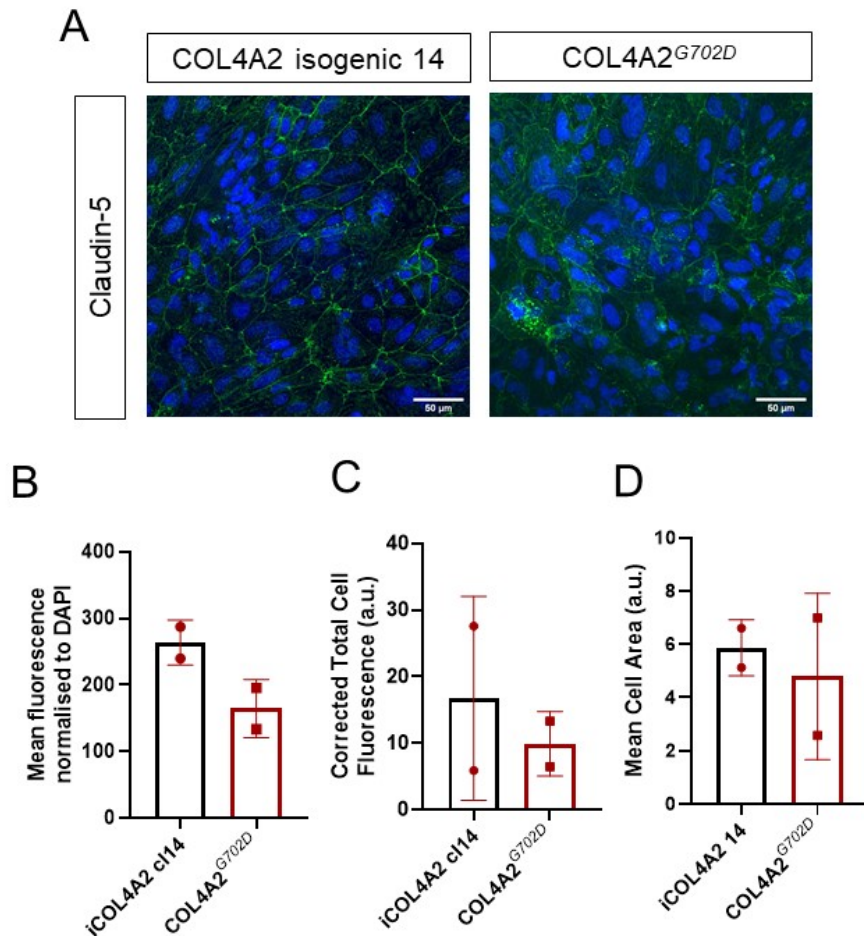 A
COL4A2 isogenic 14
COL4A2G702D
Claudin-5
50 μm
50 μm
B
Mean fluorescence
normalised to DAPI
400
300
200
100
0
iCOL4A2 cl14
COL4A2G702D
C
Corrected Total Cell
Fluorescence (a.u.)
40
30
20
10
0
iCOL4A2 cl14
COL4A2G702D
D
Mean Cell Area (a.u.)
10
8
6
4
2
0
iCOL4A2 14
COL4A2G702D